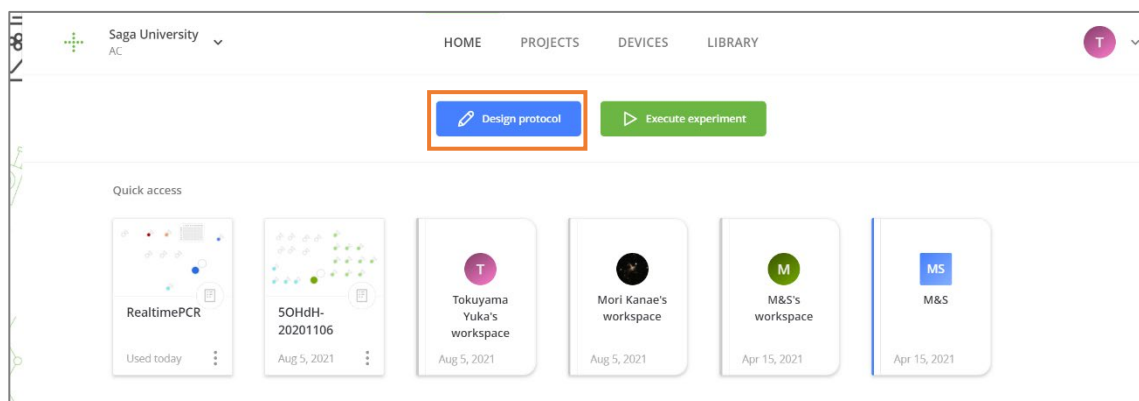 Saga University
AC
HOME
PROJECTS
DEVICES
LIBRARY
T
Design protocol
Execute experiment
Quick access
RealtimePCR
Used today
5OHdH-
20201106
Aug 5, 2021
T
Tokuyama
Yuka's
workspace
Aug 5, 2021
Mori Kanae's
workspace
Aug 5, 2021
M
M&S's
workspace
Apr 15, 2021
MS
M&S
Apr 15, 2021